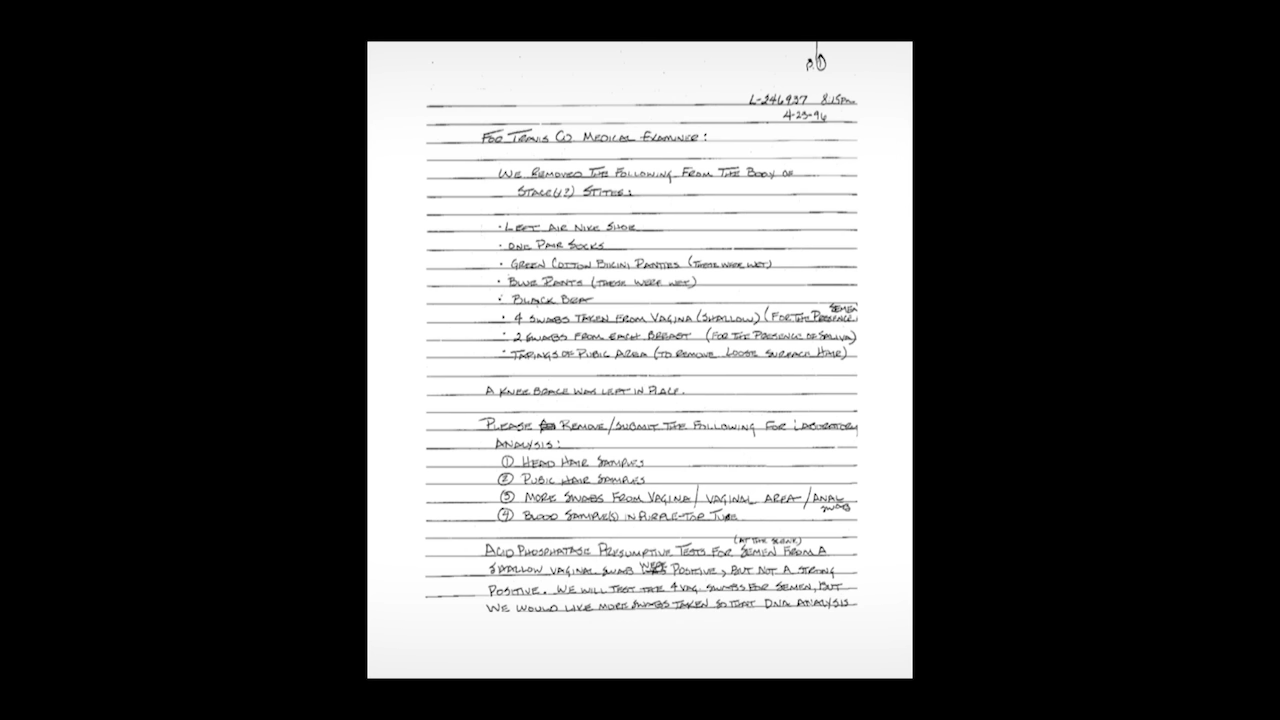 L-246937 8:15pm
4-23-96
FOR TRAVIS CO MEDICAL EXAMINER:
WE REMOVED THE FOLLOWING FROM THE BODY OF
STACE(Y?) STITES:
· LEFT AIR NIKE SHOE
· ONE PAIR SOCKS
· GREEN COTTON BIKINI PANTIES (THESE WERE WET)
· BLUE PANTS (THESE WERE WET)
· BLACK BELT
· 4 SWABS TAKEN FROM VAGINA (SHALLOW) (FOR THE PRESENCE SEMEN
· 2 SWABS FROM EACH BREAST (FOR THE PRESENCE OF SALIVA)
· TAPINGS OF PUBIC AREA (TO REMOVE LOOSE SURFACE HAIR)
A KNEE BRACE WAS LEFT IN PLACE.
PLEASE REMOVE/SUBMIT THE FOLLOWING FOR LABORATORY
ANALYSIS:
① HEAD HAIR SAMPLES
② PUBIC HAIR SAMPLES
③ MORE SWABS FROM VAGINA/ VAGINAL AREA /ANAL
SWAB
④ BLOOD SAMPLE(S) IN PURPLE-TOP TUBE
(AT THE SCENE)
ACID PHOSPHATASE PRESUMPTIVE TESTS FOR SEMEN FROM A
SHALLOW VAGINAL SWAB WERE POSITIVE, BUT NOT A STRONG
POSITIVE. WE WILL TEST THE 4 VAG. SWABS FOR SEMEN, BUT
WE WOULD LIKE MORE SWABS TAKEN SO THAT DNA ANALYSIS